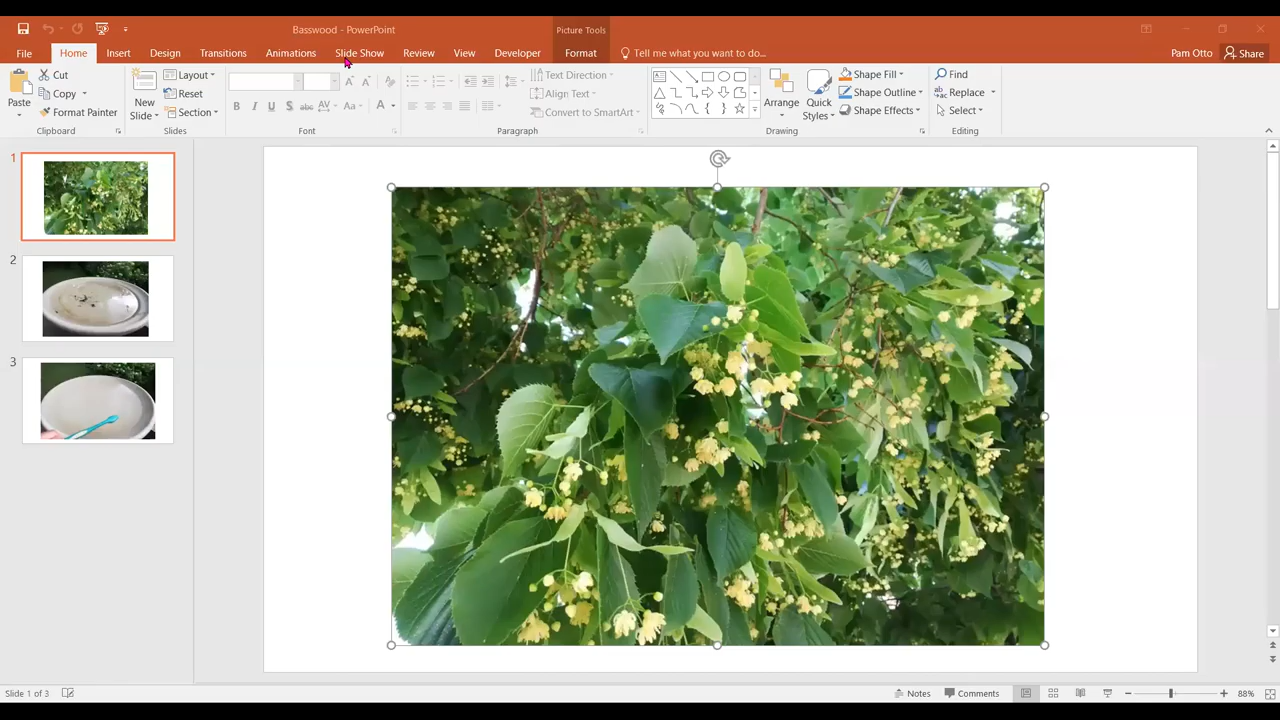 Basswood - PowerPoint
Picture Tools
File Home Insert Design Transitions Animations Slide Show Review View Developer Format Tell me what you want to do... Pam Otto Share
Paste
Cut
Copy
Format Painter
Clipboard
New
Slide
Layout
Reset
Section
Slides
B I U S abc AV Aa A
Font
Text Direction
Align Text
Convert to SmartArt
Paragraph
Arrange
Quick
Styles
Shape Fill
Shape Outline
Shape Effects
Drawing
Find
Replace
Select
Editing
1
2
3
Slide 1 of 3
Notes
Comments
88%